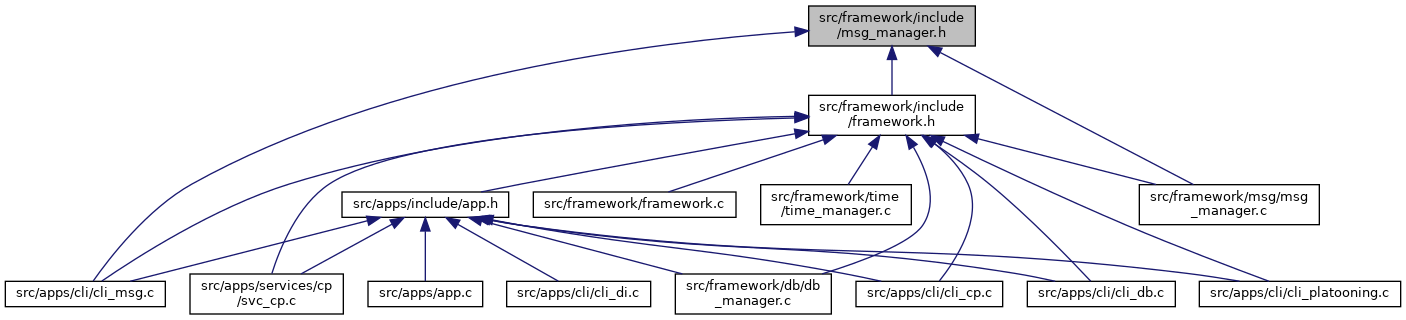 src/framework/include
/msg_manager.h
src/framework/include
/framework.h
src/apps/include/app.h
src/framework/framework.c
src/framework/time
/time_manager.c
src/framework/msg/msg
_manager.c
src/apps/cli/cli_msg.c
src/apps/services/cp
/svc_cp.c
src/apps/app.c
src/apps/cli/cli_di.c
src/framework/db/db
_manager.c
src/apps/cli/cli_cp.c
src/apps/cli/cli_db.c
src/apps/cli/cli_platooning.c